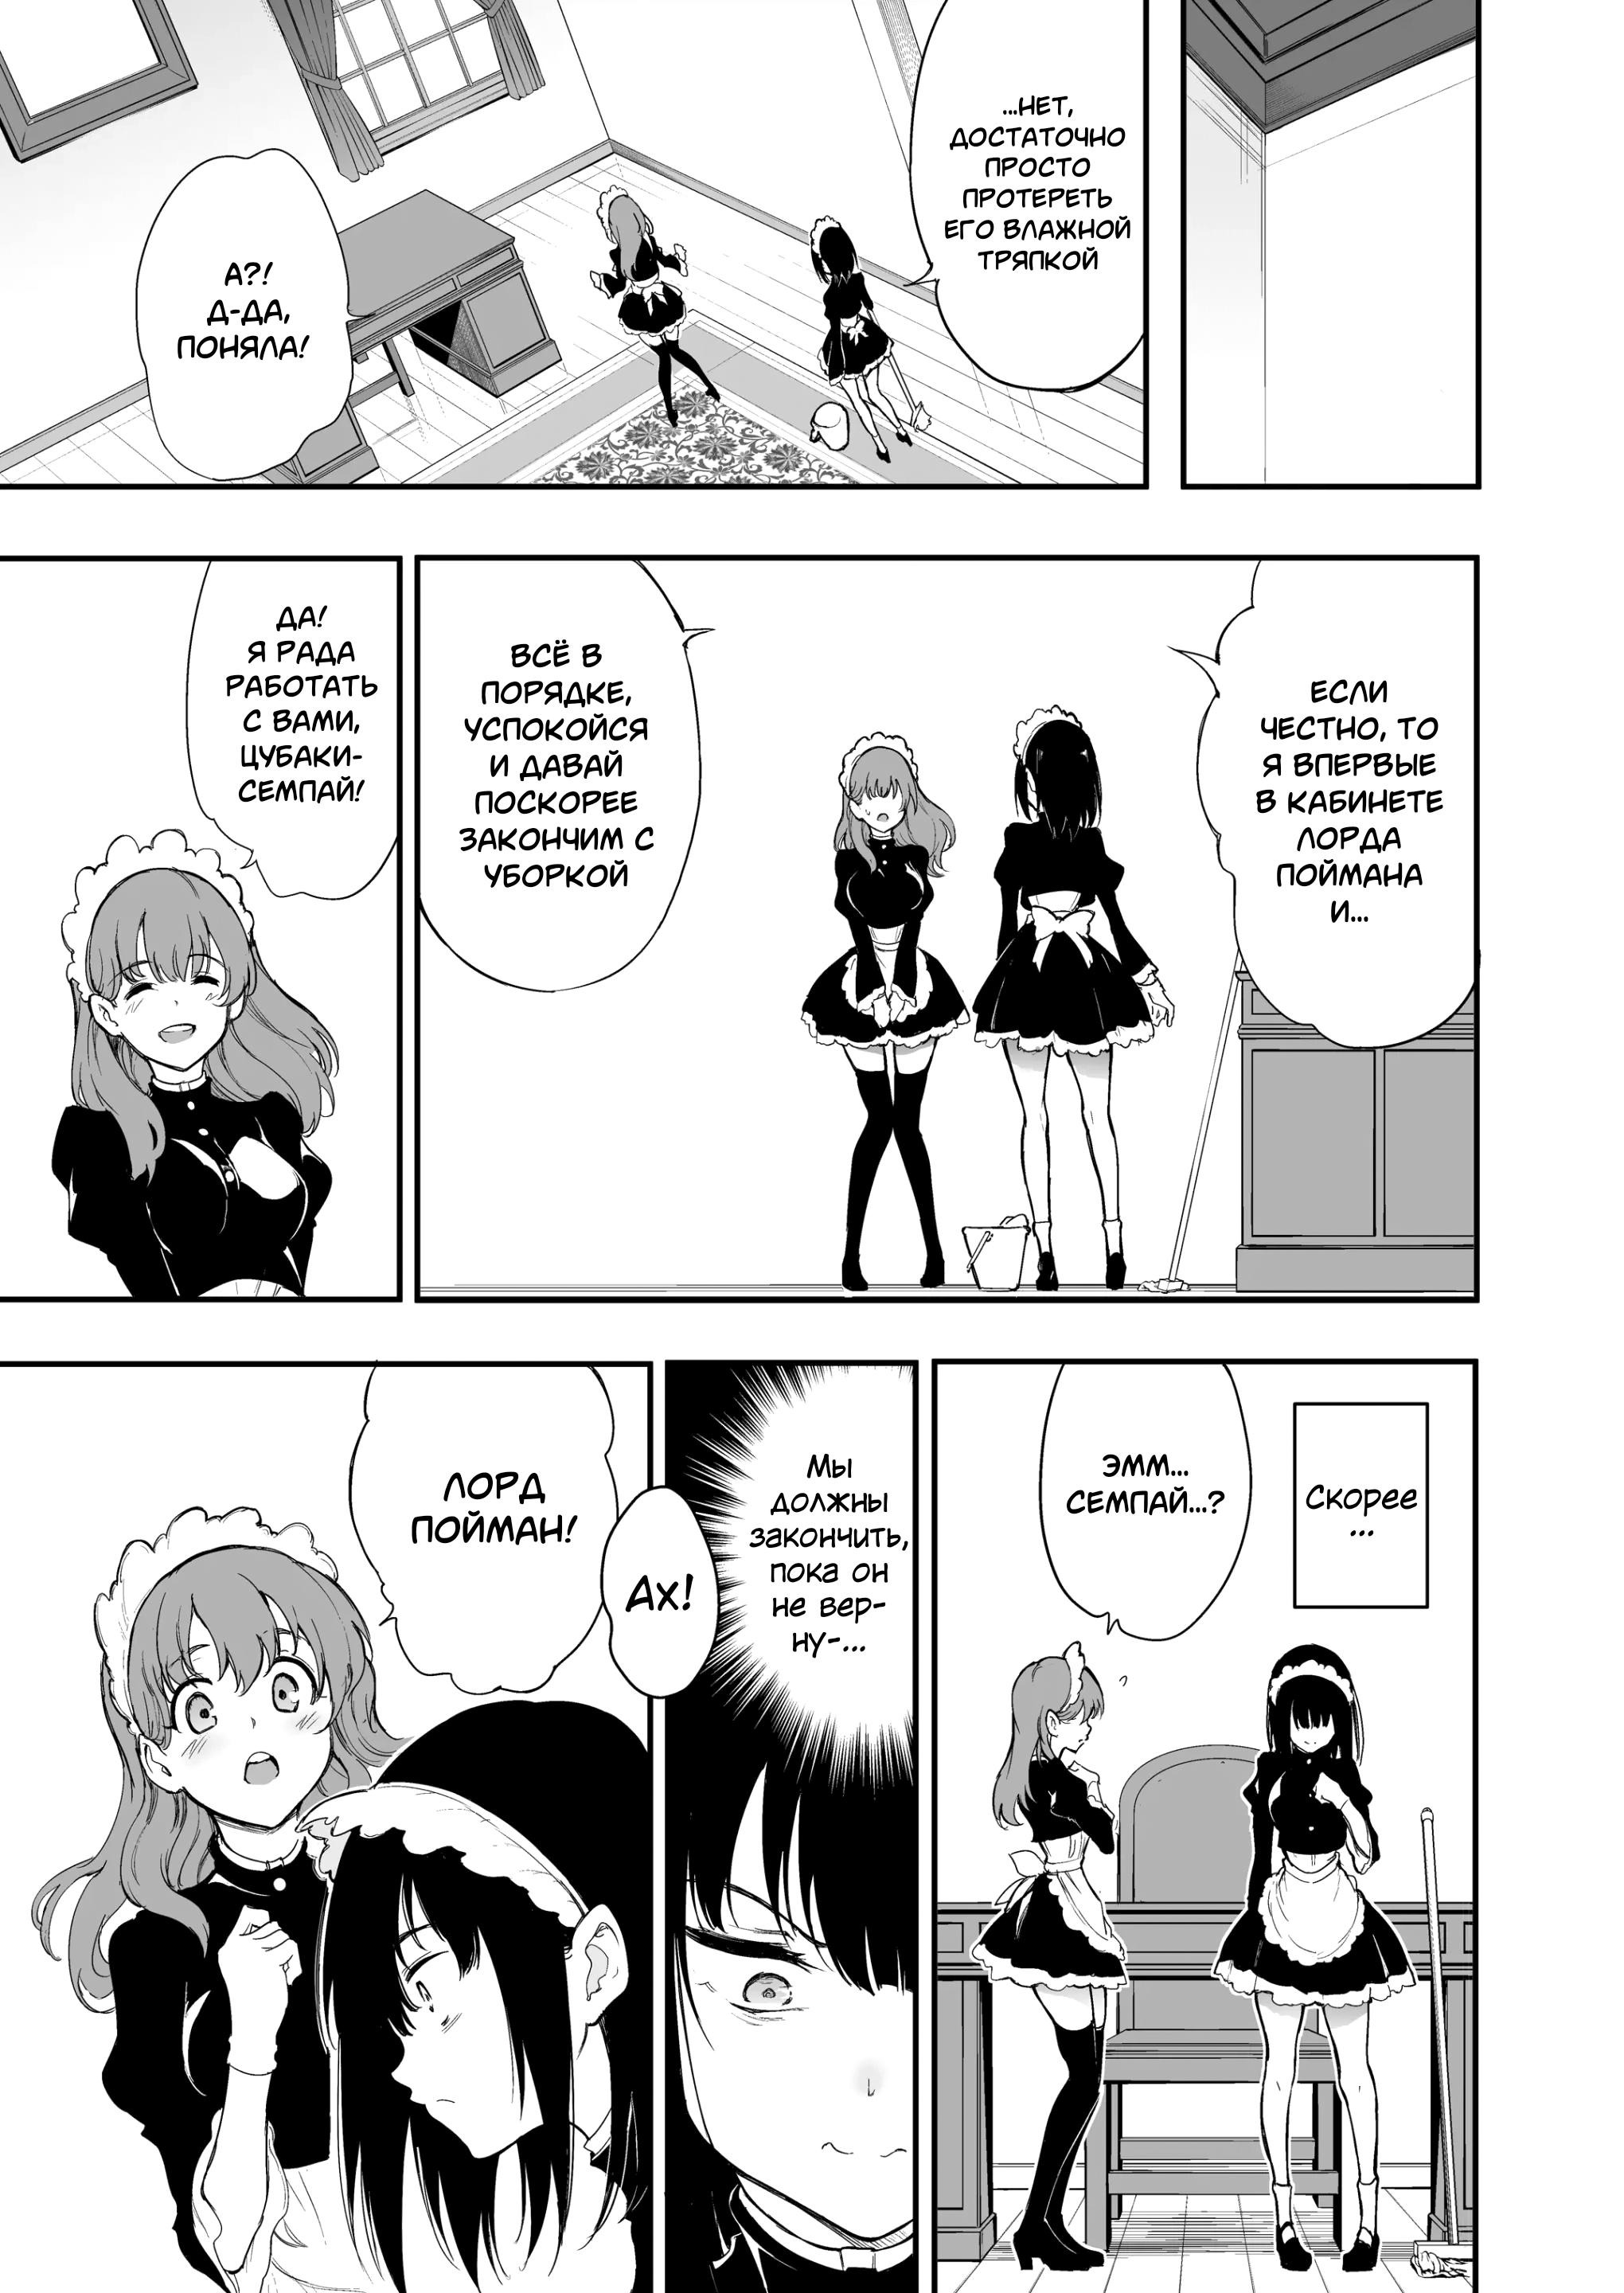 ...НЕТ,
ДОСТАТОЧНО
ПРОСТО
ПРОТЕРЕТЬ
ЕГО ВЛАЖНОЙ
ТРЯПКОЙ
А?!
Д-ДА,
ПОНЯЛА!
ЕСЛИ
ЧЕСТНО, ТО
Я ВПЕРВЫЕ
В КАБИНЕТЕ
ЛОРДА
ПОЙМАНА
И...
ВСЁ В
ПОРЯДКЕ,
УСПОКОЙСЯ
И ДАВАЙ
ПОСКОРЕЕ
ЗАКОНЧИМ С
УБОРКОЙ
ДА!
Я РАДА
РАБОТАТЬ
С ВАМИ,
ЦУБАКИ-
СЕМПАЙ!
Скорее
...
ЭММ...
СЕМПАЙ...?
Мы
должны
закончить,
пока он
не вер-
ну-...
Ах!
ЛОРД
ПОЙМАН!